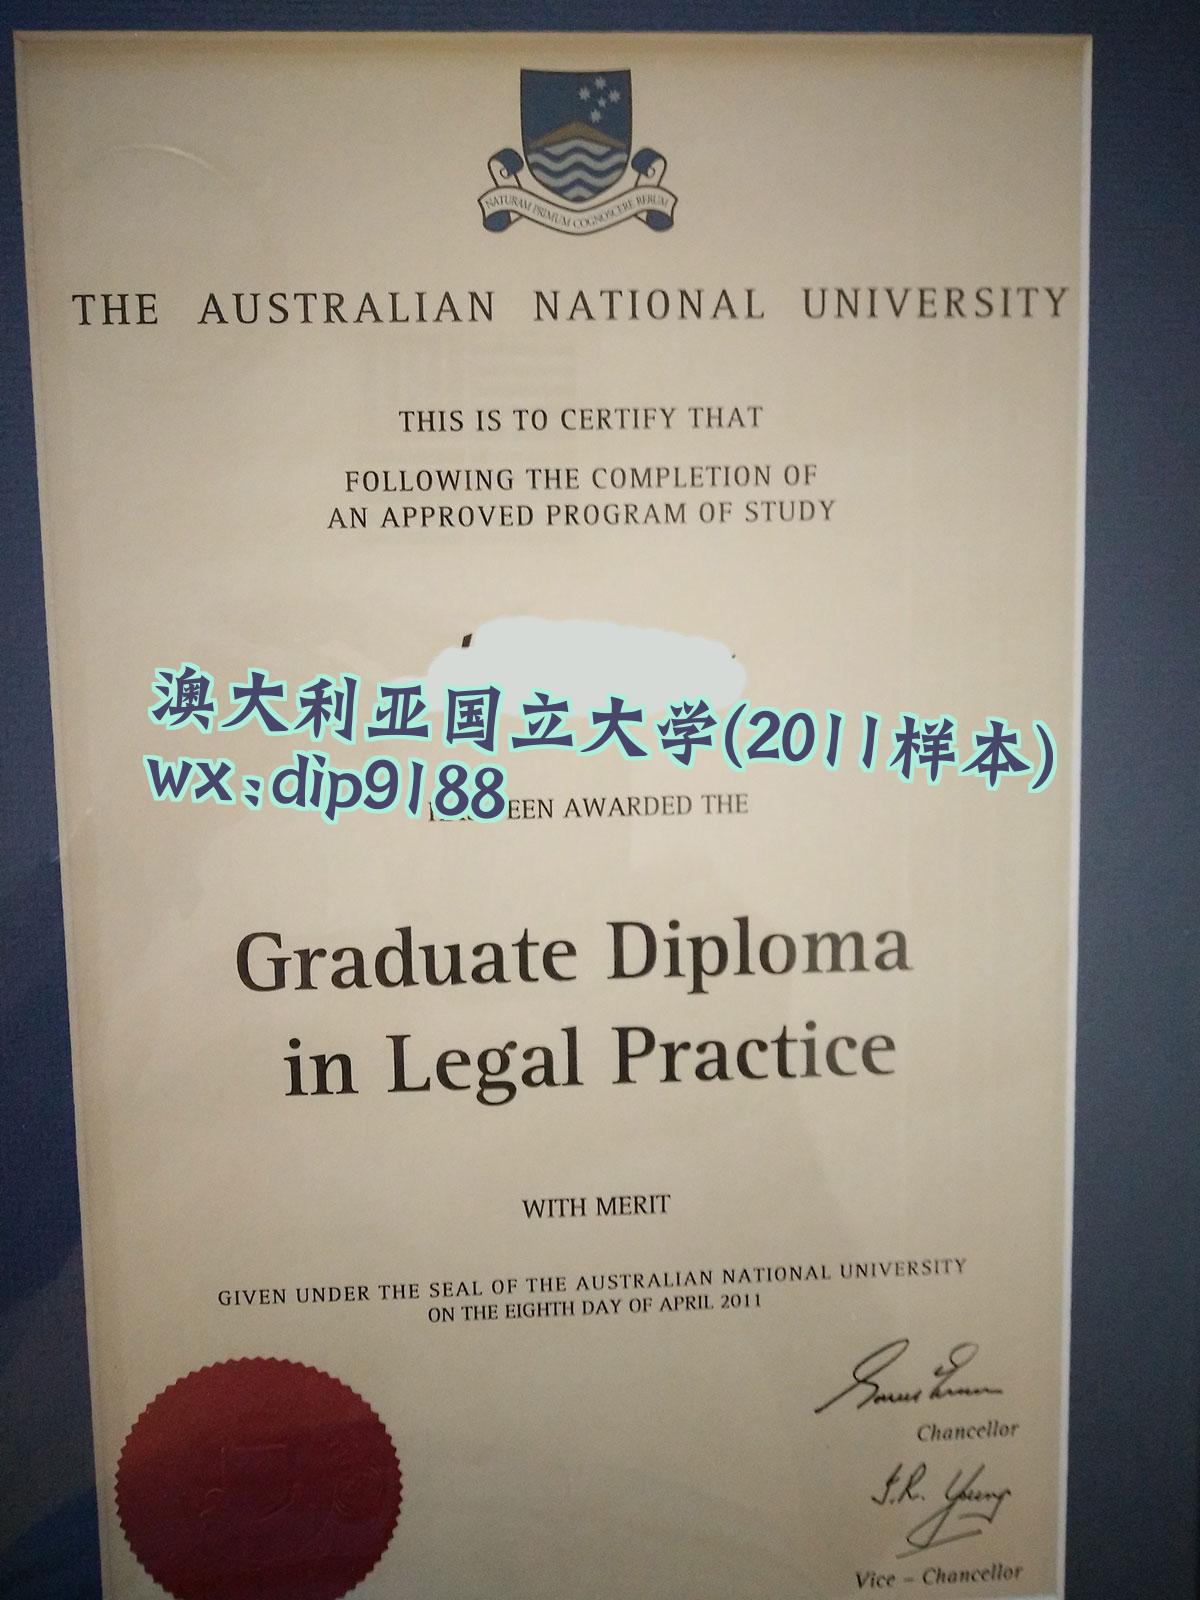 NATURAM PRIMUM COGNOSCERE RERUM
THE AUSTRALIAN NATIONAL UNIVERSITY
THIS IS TO CERTIFY THAT
FOLLOWING THE COMPLETION OF
AN APPROVED PROGRAM OF STUDY
澳大利亚国立大学(2011样本)
wx:dip9188
AWARDED THE
Graduate Diploma
in Legal Practice
WITH MERIT
GIVEN UNDER THE SEAL OF THE AUSTRALIAN NATIONAL UNIVERSITY
ON THE EIGHTH DAY OF APRIL 2011
Chancellor
J.R. Young
Vice - Chancellor